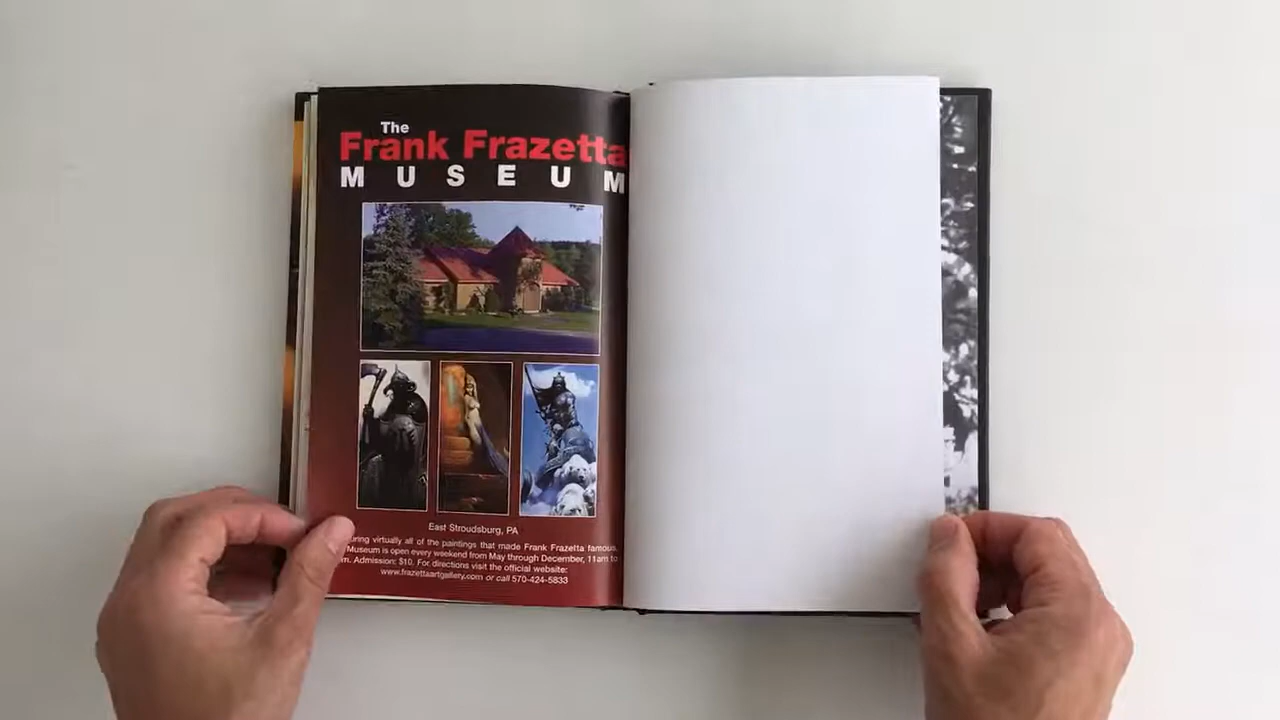 The
Frank Frazetta
MUSEUM
East Stroudsburg, PA
virtually all of the paintings that made Frank Frazetta famous,
Museum is open every weekend from May through December, 11am to
Admission: $10. For directions visit the official website:
www.frazettaartgallery.com or call 570-424-5833